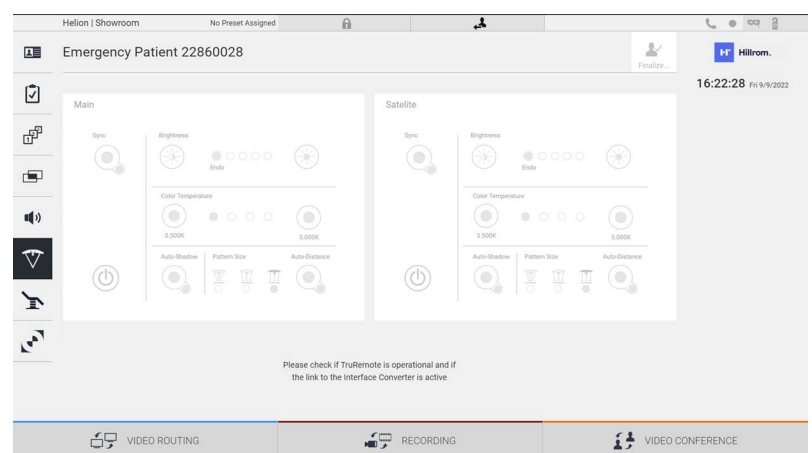 Helion | Showroom
No Preset Assigned
Emergency Patient 22860028
Finalize...
H+r Hillrom.
16:22:28 Fri 9/9/2022
Main
Sync
Brightness
Endo
Color Temperature
3.500K
5.000K
Auto-Shadow
Pattern Size
Auto-Distance
Satelite
Sync
Brightness
Endo
Color Temperature
3.500K
5.000K
Auto-Shadow
Pattern Size
Auto-Distance
Please check if TruRemote is operational and if
the link to the Interface Converter is active
VIDEO ROUTING
RECORDING
VIDEO CONFERENCE